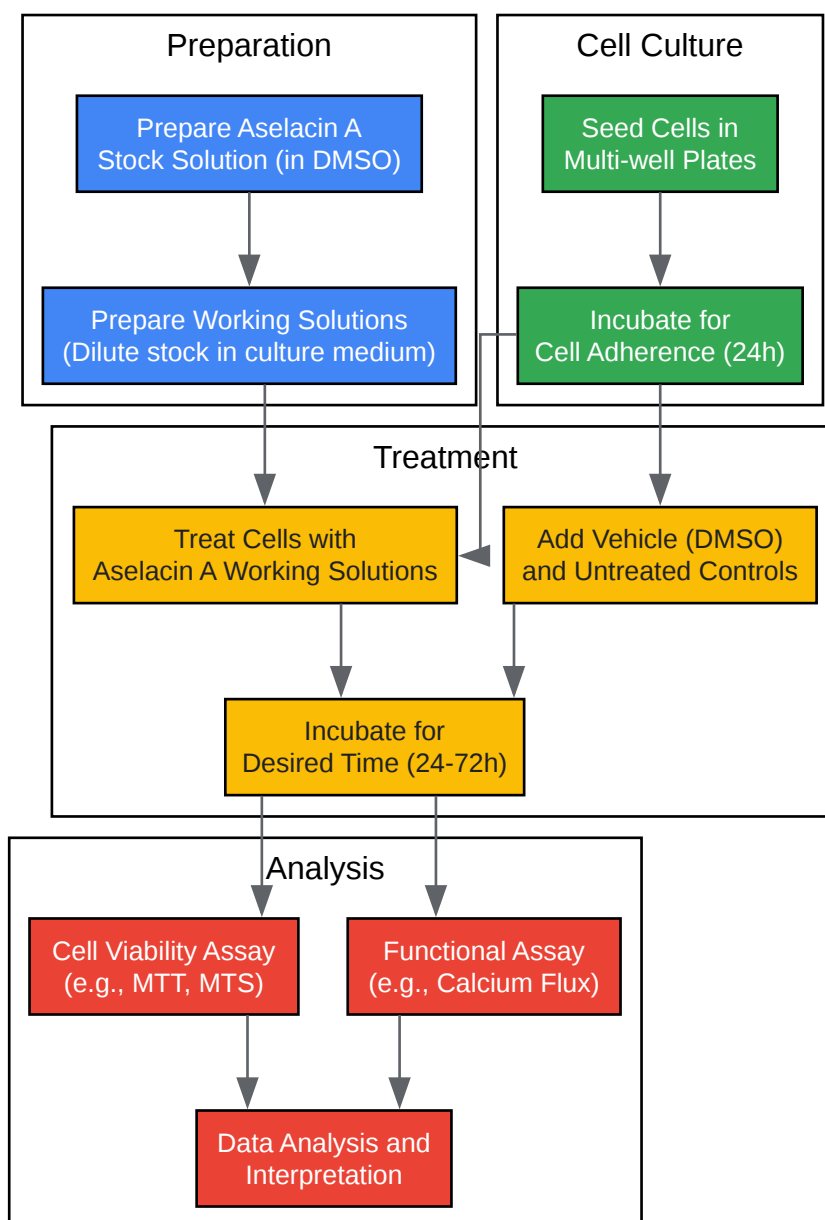 Preparation
Cell Culture
Prepare Aselacin A
Stock Solution (in DMSO)
Seed Cells in
Multi-well Plates
Prepare Working Solutions
(Dilute stock in culture medium)
Incubate for
Cell Adherence (24h)
Treatment
Treat Cells with
Aselacin A Working Solutions
Add Vehicle (DMSO)
and Untreated Controls
Incubate for
Desired Time (24-72h)
Analysis
Cell Viability Assay
(e.g., MTT, MTS)
Functional Assay
(e.g., Calcium Flux)
Data Analysis and
Interpretation